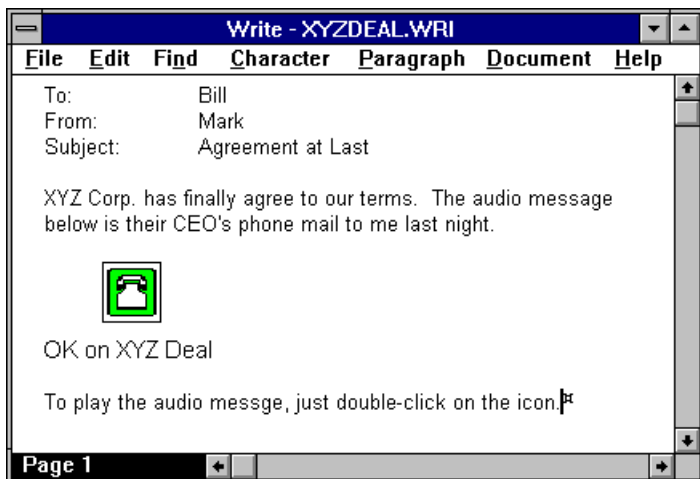 Write - XYZDEAL.WRI
File Edit Find Character Paragraph Document Help
To: Bill
From: Mark
Subject: Agreement at Last
XYZ Corp. has finally agree to our terms. The audio message
below is their CEO's phone mail to me last night.
OK on XYZ Deal
To play the audio messge, just double-click on the icon.¤
Page 1